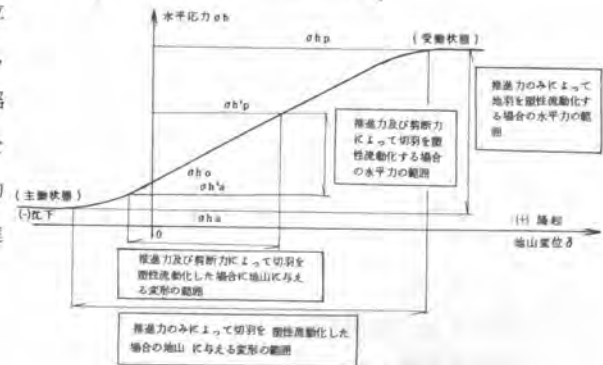 水平応力σh
σhp
(受動状態)
推進力のみによって
地羽を塑性流動化す
る場合の水平力の範
囲
σh'p
推進力及び剪断力
によって切羽を塑
性流動化する場合
の水平力の範囲
σho
σh'a
(主動状態)
(-)沈下
σha
(+)隆起
0
地山変位δ
推進力及び剪断力によって切羽を
塑性流動化した場合に地山に与え
る変形の範囲
推進力のみによって切羽を塑性流動化した
場合の地山に与える変形の範囲